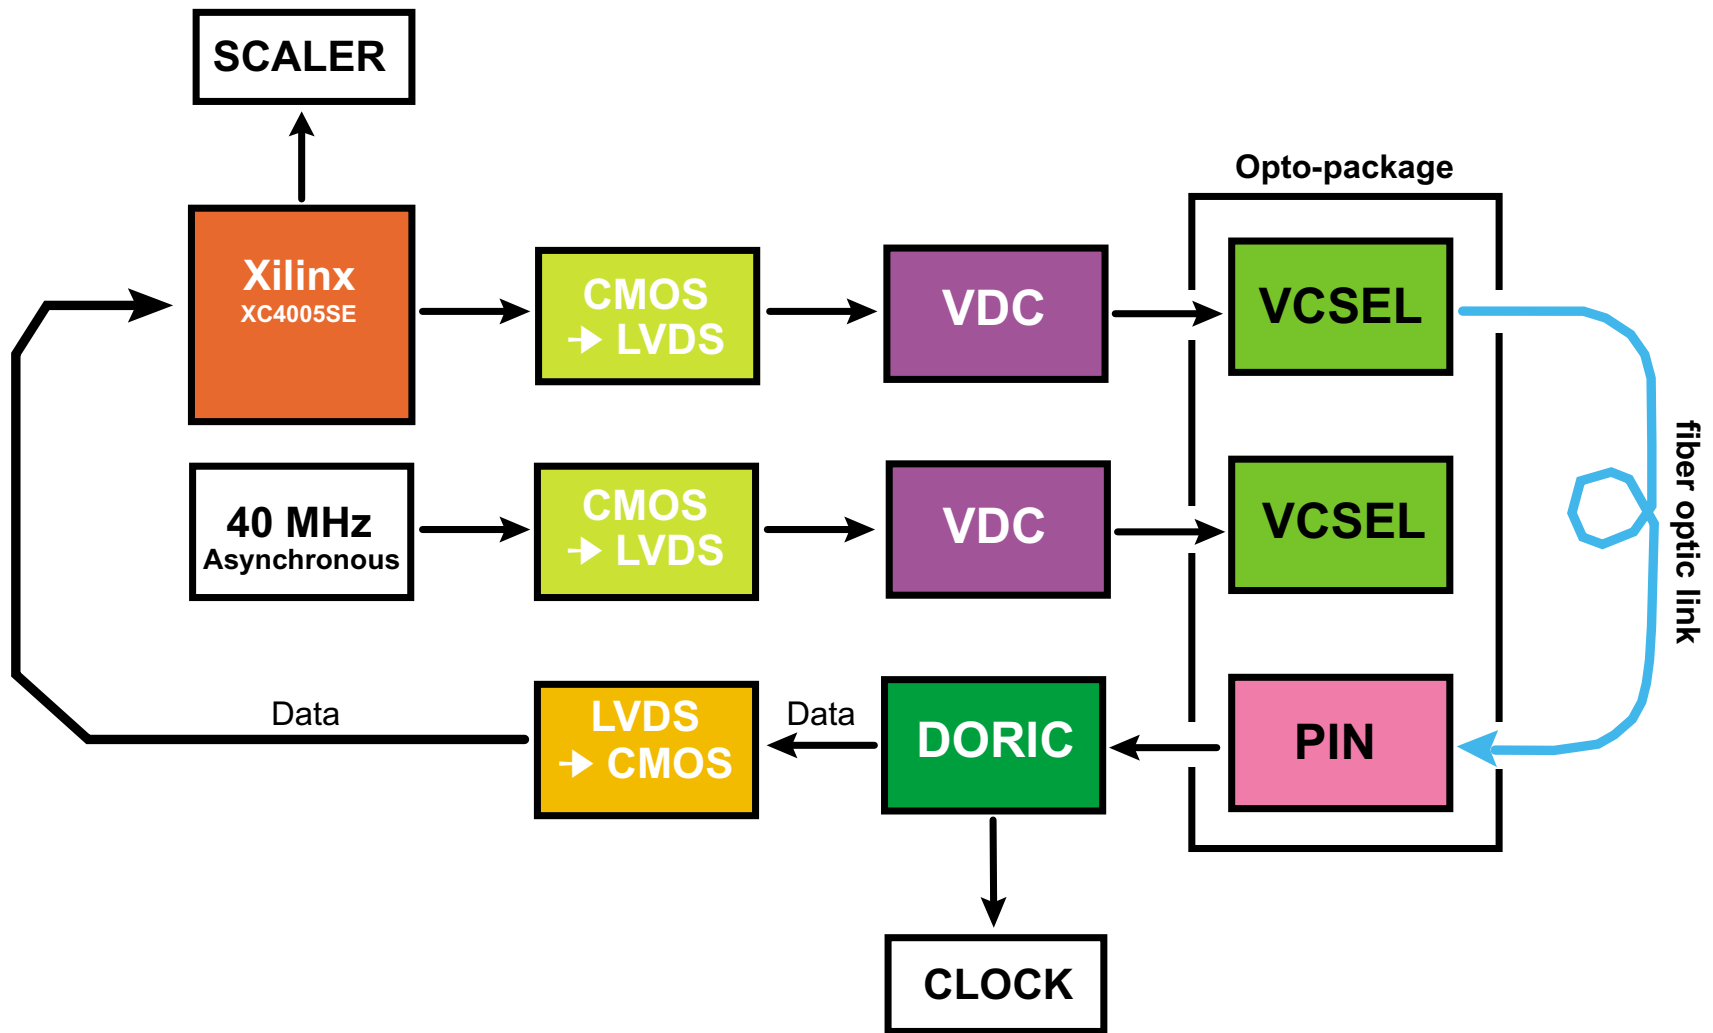 SCALER
Opto-package
Xilinx
XC4005SE
CMOS
LVDS
VDC
VCSEL
fiber optic link
40 MHz
Asynchronous
CMOS
LVDS
VDC
VCSEL
Data
LVDS
CMOS
Data
DORIC
PIN
CLOCK